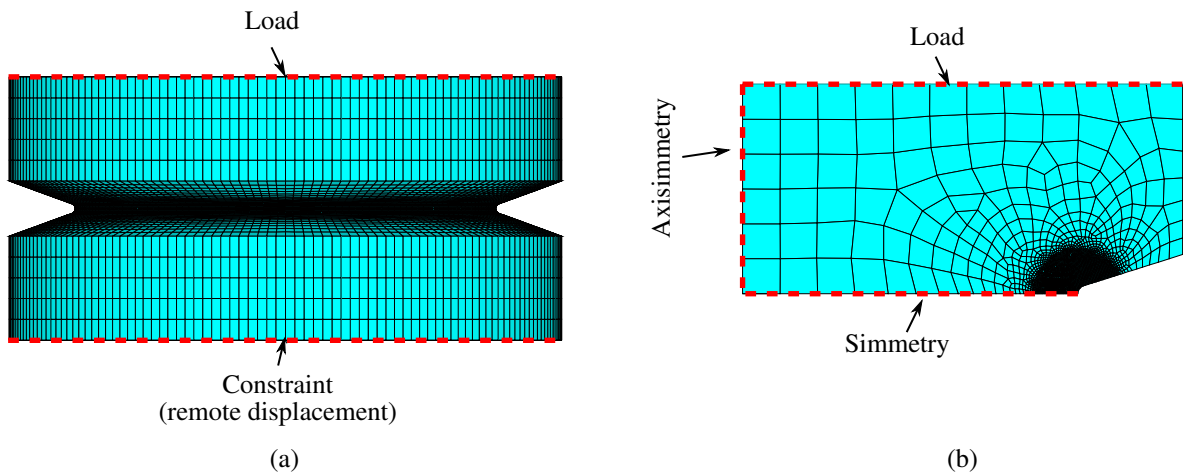 Load
Constraint
(remote displacement)
(a)
Load
Axisimmetry
Simmetry
(b)